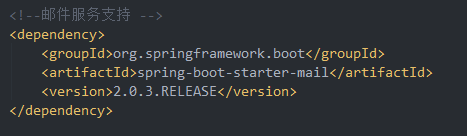 <!--邮件服务支持 -->
<dependency>
<groupId>org.springframework.boot</groupId>
<artifactId>spring-boot-starter-mail</artifactId>
<version>2.0.3.RELEASE</version>
</dependency>